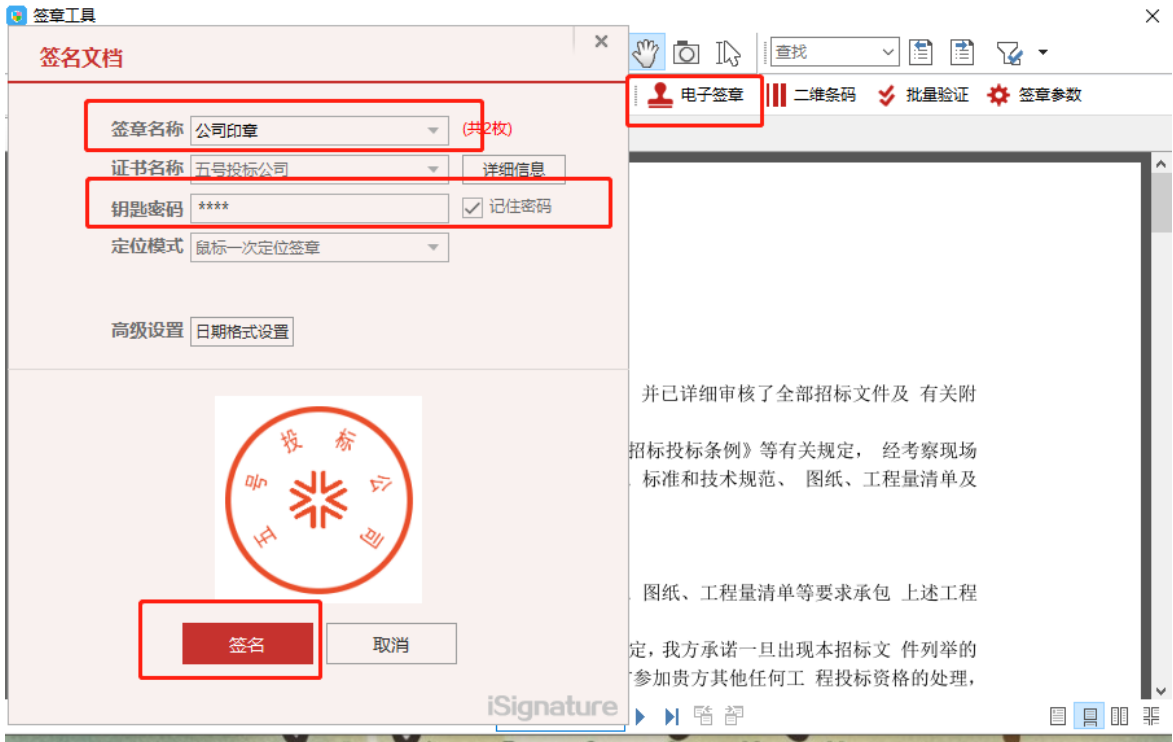 签章工具
签名文档
查找
电子签章 二维条码 批量验证 签章参数
签章名称 公司印章 (共2枚)
证书名称 五号投标公司 详细信息
钥匙密码 **** 记住密码
定位模式 鼠标一次定位签章
高级设置 日期格式设置
五号投标公司
签名 取消
iSignature
并已详细审核了全部招标文件及 有关附
招标投标条例》等有关规定, 经考察现场
标准和技术规范、 图纸、工程量清单及
图纸、工程量清单等要求承包 上述工程
定,我方承诺一旦出现本招标文 件列举的
参加贵方其他任何工 程投标资格的处理,